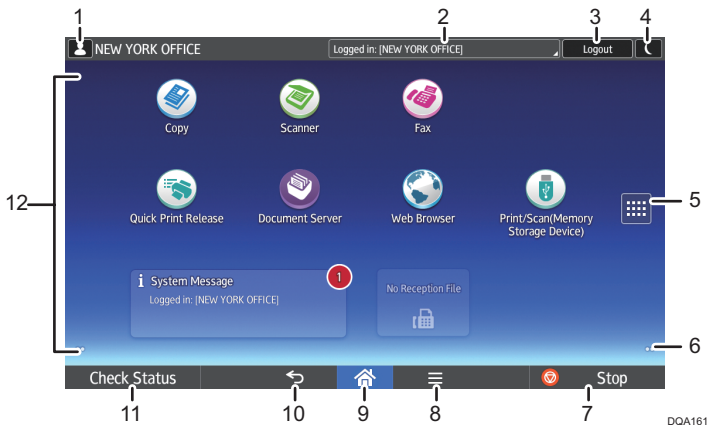 1
2
3
4
NEW YORK OFFICE
Logged in: [NEW YORK OFFICE]
Logout
Copy
Scanner
Fax
12
5
Quick Print Release
Document Server
Web Browser
Print/Scan(Memory
Storage Device)
System Message
1
Logged in: [NEW YORK OFFICE]
No Reception File
6
Check Status
Stop
11
10
9
8
7
DQA161